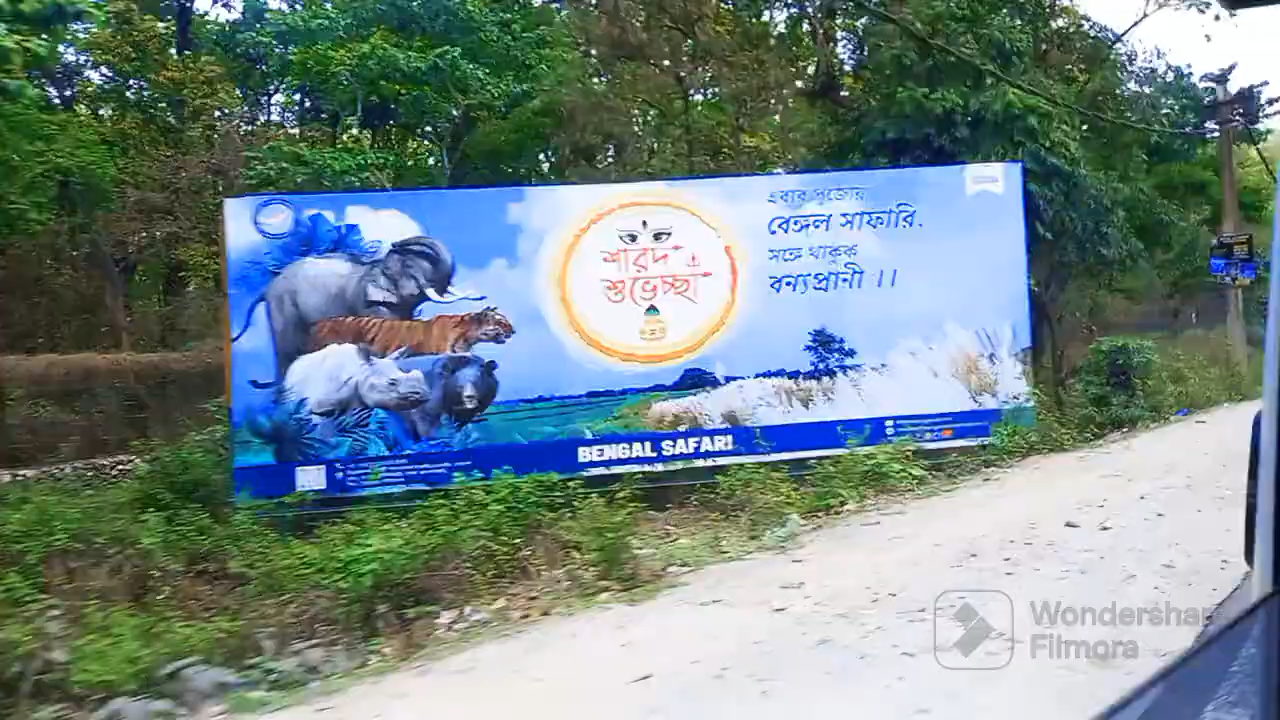 শারদ
শুভেচ্ছা
এবার পুজোয়
বেঙ্গল সাফারি.
সঙ্গে থাকুক
বন্যপ্রাণী ।।
BENGAL SAFARI
Wondershare
Filmora